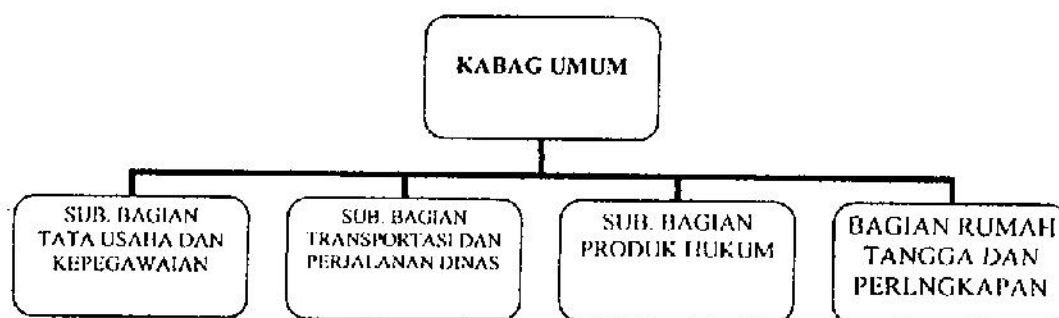 KABAG UMUM
SUB. BAGIAN
TATA USAHA DAN
KEPEGAWAIAN
SUB. BAGIAN
TRANSPORTASI DAN
PERJALANAN DINAS
SUB. BAGIAN
PRODUK HUKUM
BAGIAN RUMAH
TANGGA DAN
PERLNGKAPAN